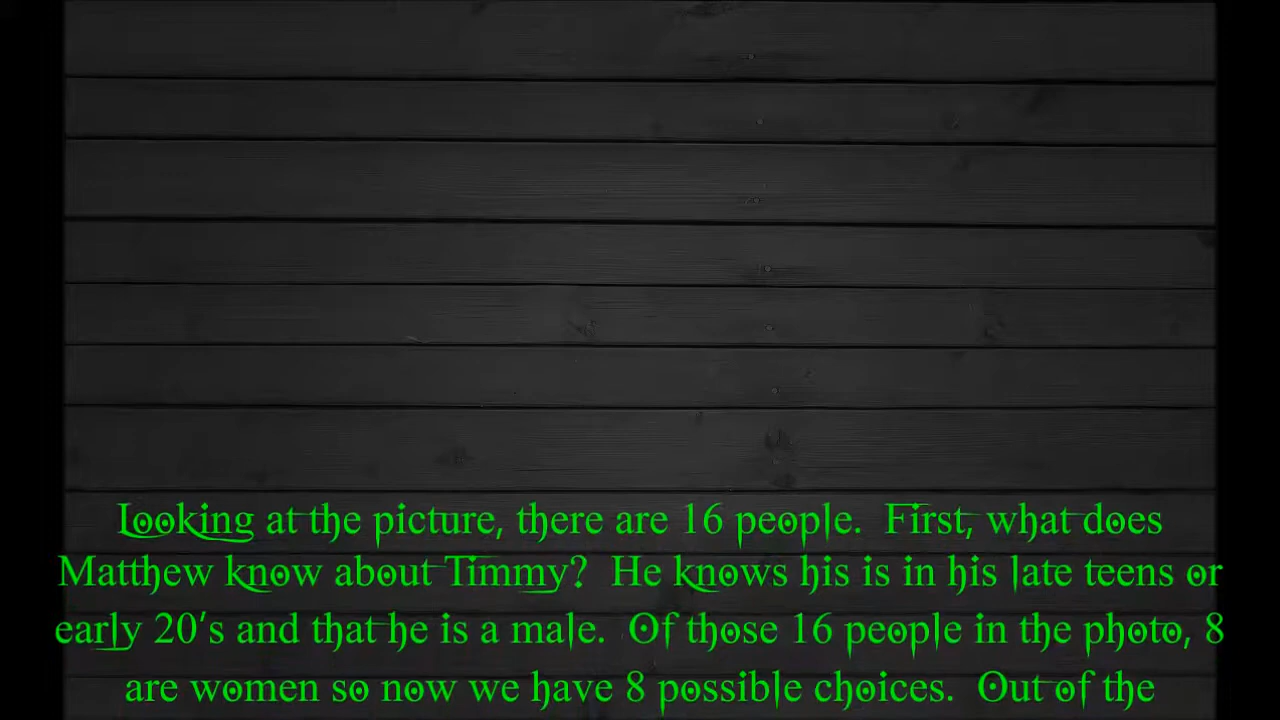 Looking at the picture, there are 16 people.  First, what does
Matthew know about Timmy?  He knows his is in his late teens or
early 20's and that he is a male.  Of those 16 people in the photo, 8
are women so now we have 8 possible choices.  Out of the